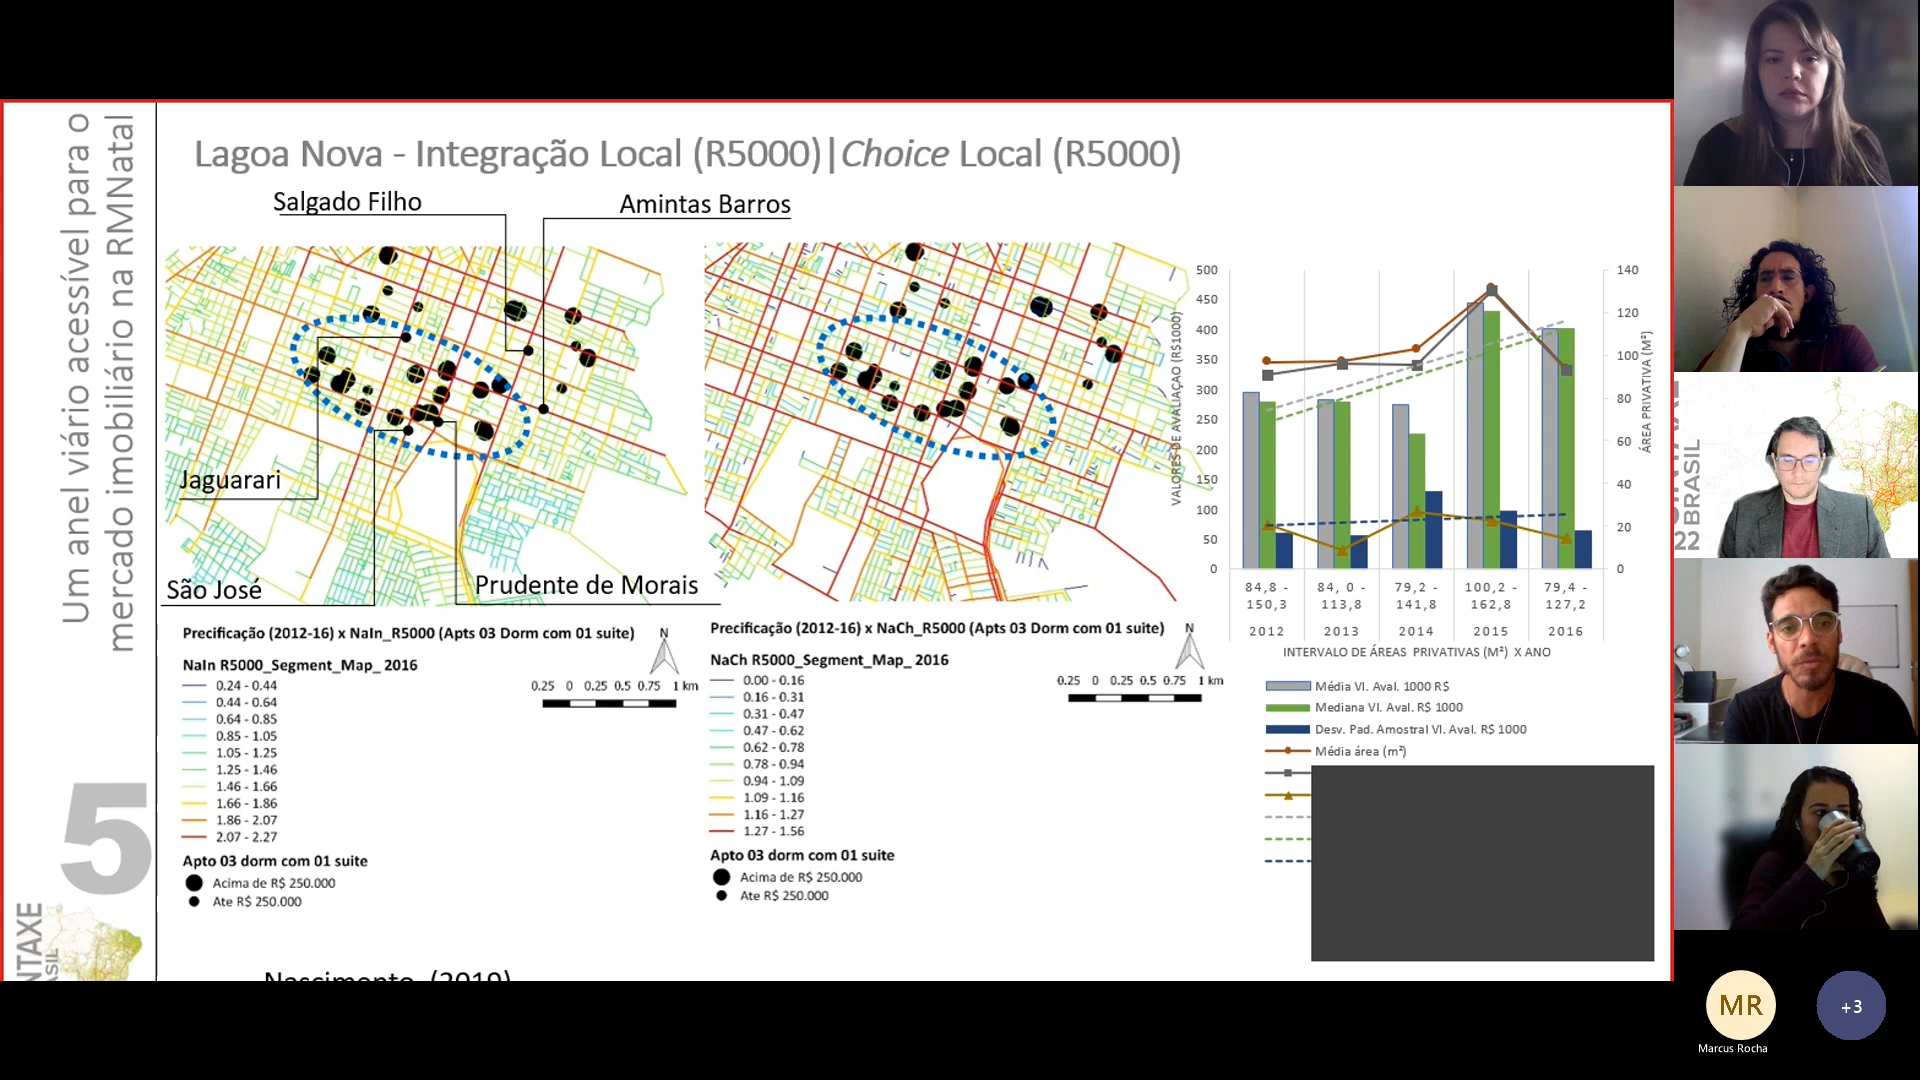 Um anel viário acessível para o
mercado imobiliário na RMNatal
5
NTAXE
ASIL
Lagoa Nova - Integração Local (R5000)|Choice Local (R5000)
Salgado Filho
Amintas Barros
Jaguarari
São José
Prudente de Morais
Precificação (2012-16) x NaIn_R5000 (Apts 03 Dorm com 01 suite)
N
NaIn R5000_Segment_Map_ 2016
0.24 - 0.44
0.44 - 0.64
0.64 - 0.85
0.85 - 1.05
1.05 - 1.25
1.25 - 1.46
1.46 - 1.66
1.66 - 1.86
1.86 - 2.07
2.07 - 2.27
0.25 0 0.25 0.5 0.75 1 km
Apto 03 dorm com 01 suite
Acima de R$ 250.000
Ate R$ 250.000
Precificação (2012-16) x NaCh_R5000 (Apts 03 Dorm com 01 suite)
N
NaCh R5000_Segment_Map_ 2016
0.00 - 0.16
0.16 - 0.31
0.31 - 0.47
0.47 - 0.62
0.62 - 0.78
0.78 - 0.94
0.94 - 1.09
1.09 - 1.16
1.16 - 1.27
1.27 - 1.56
0.25 0 0.25 0.5 0.75 1 km
Apto 03 dorm com 01 suite
Acima de R$ 250.000
Ate R$ 250.000
Nascimento (2019)
VALORES DE AVALIAÇÃO (R$1000)
500
450
400
350
300
250
200
150
100
50
0
140
120
100
80
60
40
20
0
ÁREA PRIVATIVA (M²)
84,8 - 150,3
84, 0 - 113,8
79,2 - 141,8
100,2 - 162,8
79,4 - 127,2
2012 2013 2014 2015 2016
INTERVALO DE ÁREAS PRIVATIVAS (M²) X ANO
Média Vl. Aval. 1000 R$
Mediana Vl. Aval. R$ 1000
Desv. Pad. Amostral Vl. Aval. R$ 1000
Média área (m²)
22 BRASIL
MR
+3
Marcus Rocha